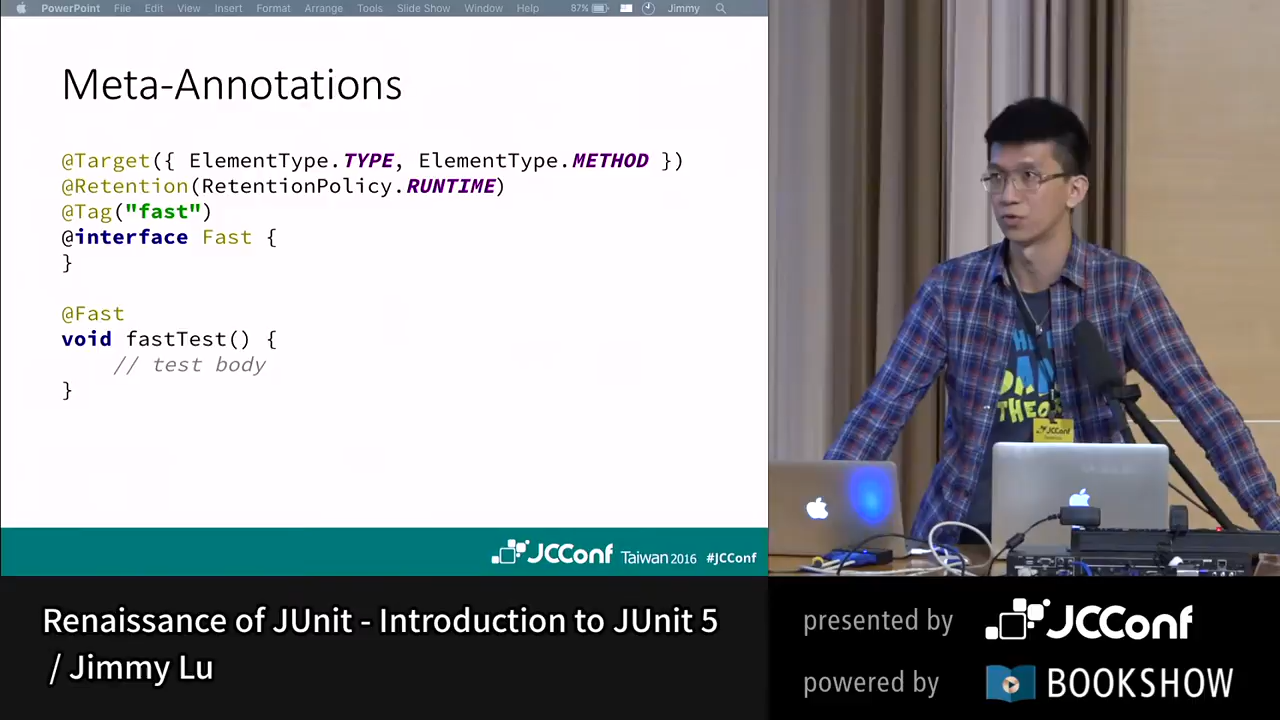 PowerPoint File Edit View Insert Format Arrange Tools Slide Show Window Help 87% Jimmy
Meta-Annotations
@Target({ ElementType.TYPE, ElementType.METHOD })
@Retention(RetentionPolicy.RUNTIME)
@Tag("fast")
@interface Fast {
}
@Fast
void fastTest() {
// test body
}
JCConf Taiwan 2016 #JCConf
THEO
JCConf
Renaissance of JUnit - Introduction to JUnit 5
/ Jimmy Lu
presented by JCConf
powered by BOOKSHOW